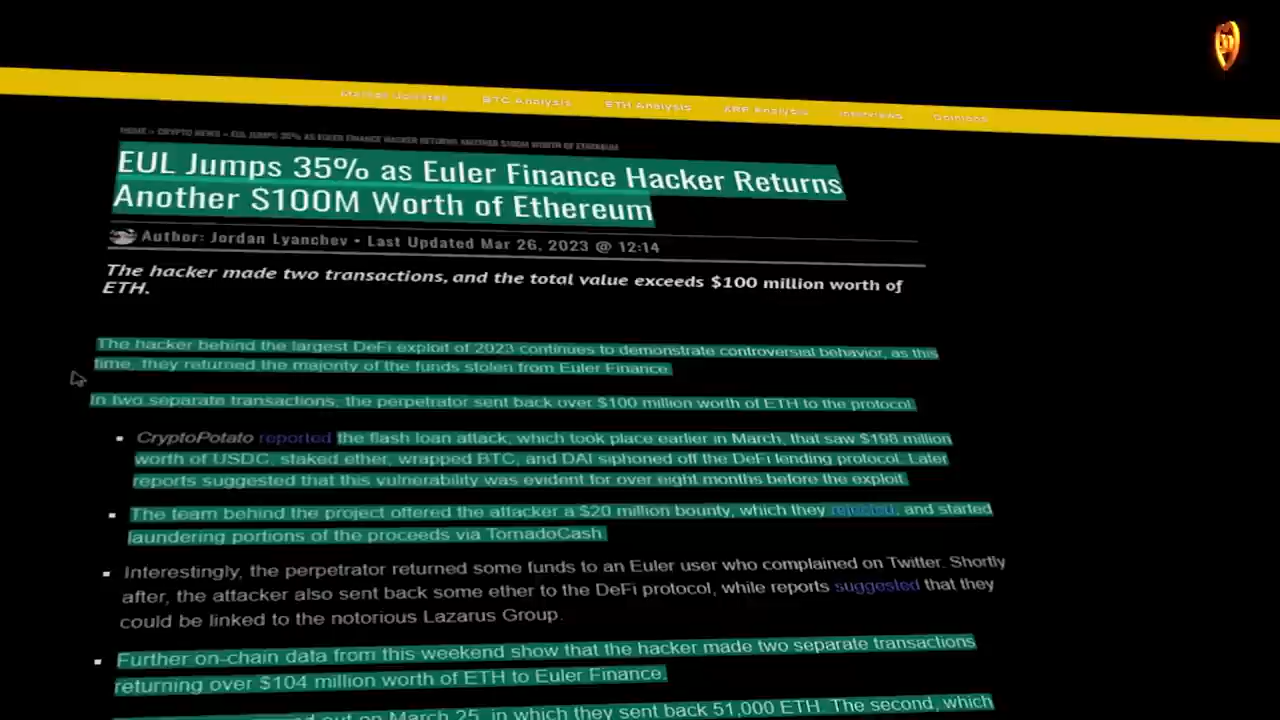 Market Updates BTC Analysis ETH Analysis XRP Analysis Interviews Opinions
HOME » CRYPTO NEWS » EUL JUMPS 35% AS EULER FINANCE HACKER RETURNS ANOTHER $100M WORTH OF ETHEREUM
EUL Jumps 35% as Euler Finance Hacker Returns
Another $100M Worth of Ethereum
Author: Jordan Lyanchev • Last Updated Mar 26, 2023 @ 12:14
The hacker made two transactions, and the total value exceeds $100 million worth of
ETH.
The hacker behind the largest DeFi exploit of 2023 continues to demonstrate controversial behavior, as this
time, they returned the majority of the funds stolen from Euler Finance.
In two separate transactions, the perpetrator sent back over $100 million worth of ETH to the protocol.
▪ CryptoPotato reported the flash loan attack, which took place earlier in March, that saw $198 million
worth of USDC, staked ether, wrapped BTC, and DAI siphoned off the DeFi lending protocol. Later
reports suggested that this vulnerability was evident for over eight months before the exploit.
▪ The team behind the project offered the attacker a $20 million bounty, which they rejected, and started
laundering portions of the proceeds via TornadoCash.
▪ Interestingly, the perpetrator returned some funds to an Euler user who complained on Twitter. Shortly
after, the attacker also sent back some ether to the DeFi protocol, while reports suggested that they
could be linked to the notorious Lazarus Group.
▪ Further on-chain data from this weekend show that the hacker made two separate transactions
returning over $104 million worth of ETH to Euler Finance.
out on March 25, in which they sent back 51,000 ETH. The second, which